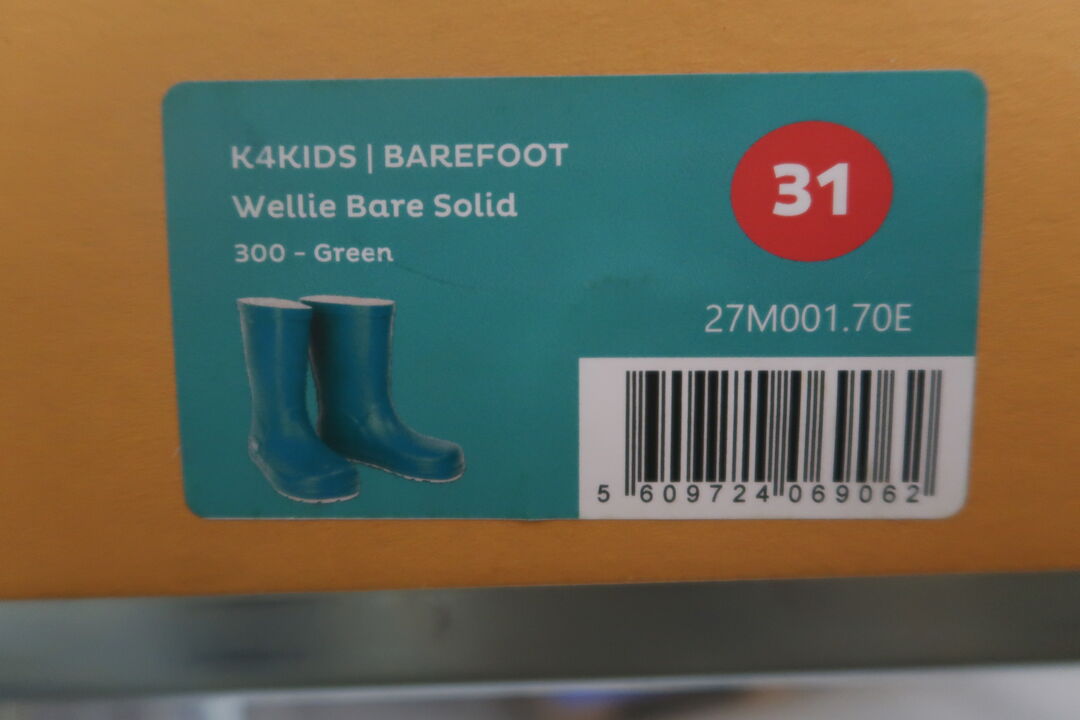 K4KIDS | BAREFOOT
Wellie Bare Solid
300 - Green
31
27M001.70E
5 609724 069062